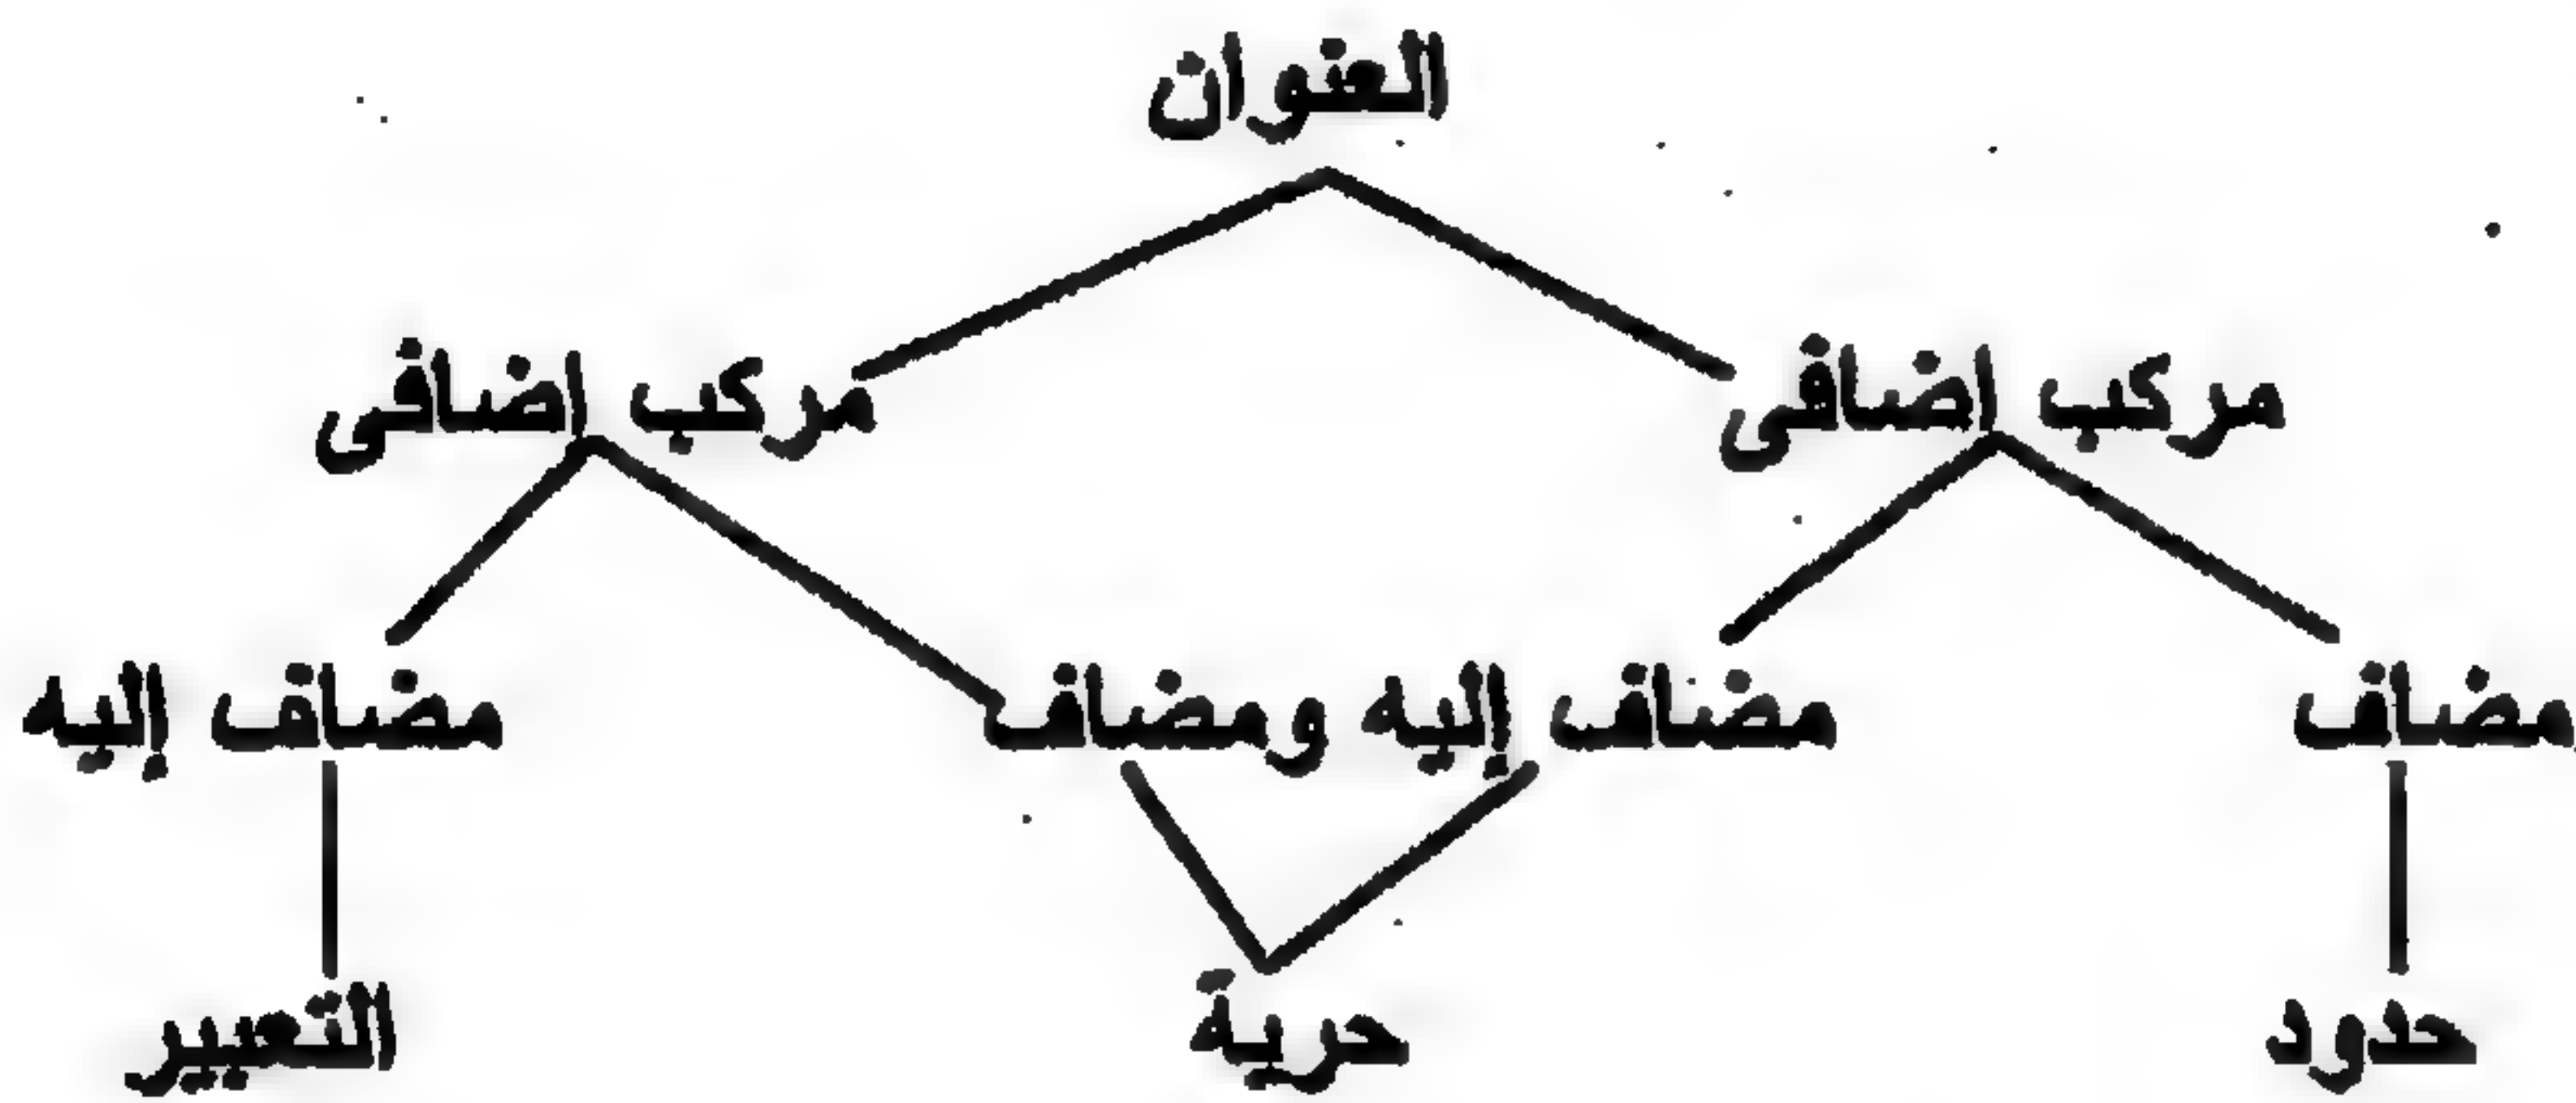 العنوان
مركب إضافى مركب إضافى
مضاف مضاف إليه ومضاف مضاف إليه
حدود حرية التعبير